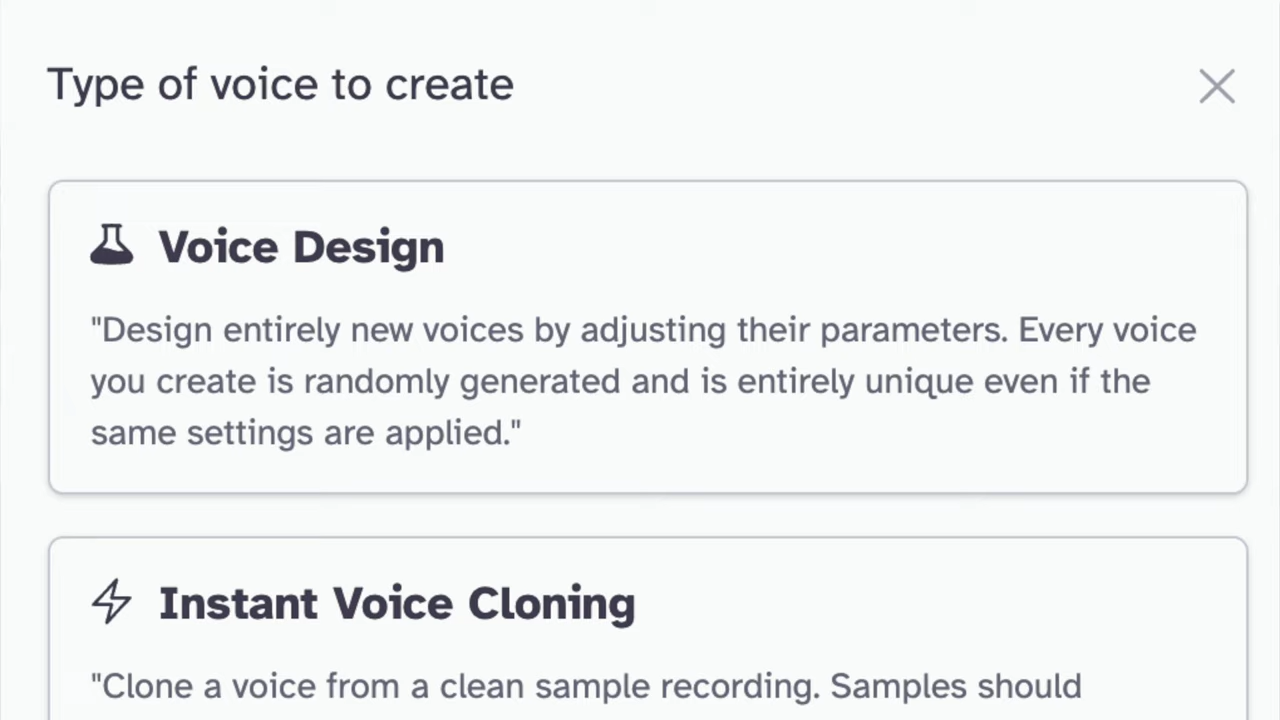 Type of voice to create
Voice Design
"Design entirely new voices by adjusting their parameters. Every voice
you create is randomly generated and is entirely unique even if the
same settings are applied."
Instant Voice Cloning
"Clone a voice from a clean sample recording. Samples should